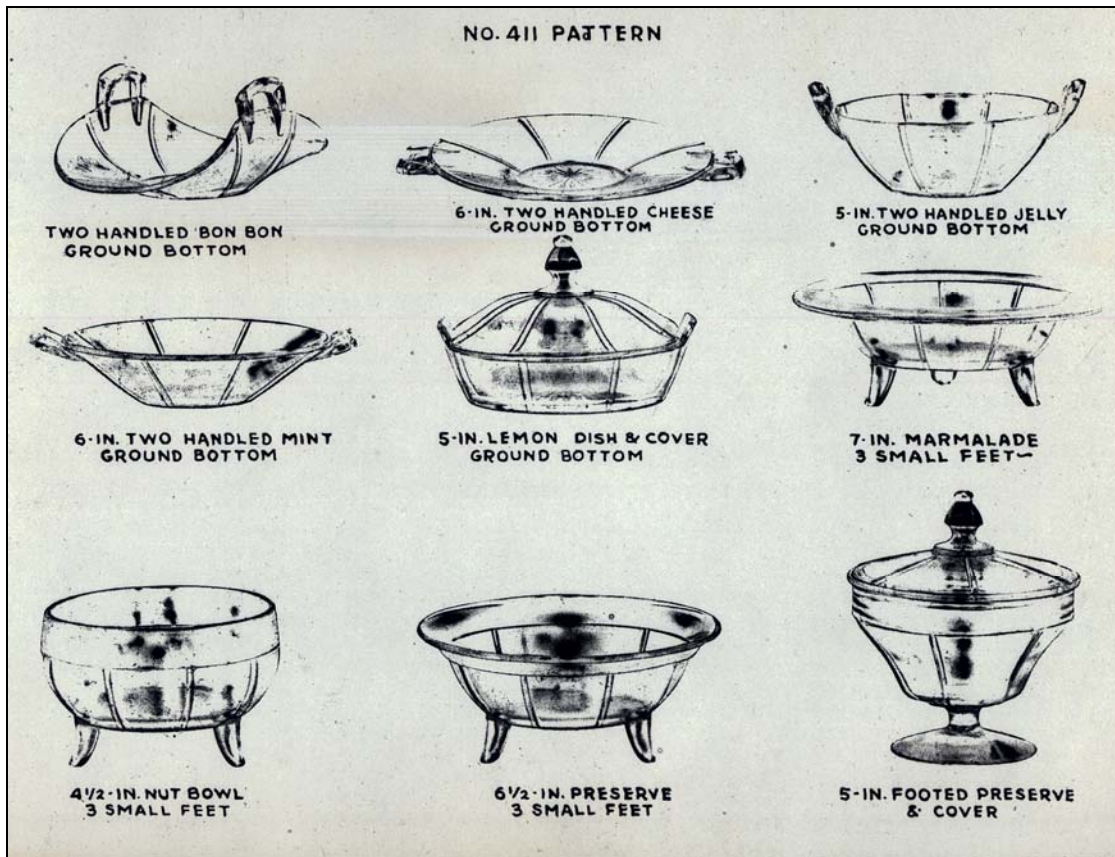 No. 411 PATTERN
TWO HANDLED BON BON
GROUND BOTTOM
6-IN. TWO HANDLED CHEESE
GROUND BOTTOM
5-IN. TWO HANDLED JELLY
GROUND BOTTOM
6-IN. TWO HANDLED MINT
GROUND BOTTOM
5-IN. LEMON DISH & COVER
GROUND BOTTOM
7-IN. MARMALADE
3 SMALL FEET~
4 1/2-IN. NUT BOWL
3 SMALL FEET
6 1/2-IN. PRESERVE
3 SMALL FEET
5-IN. FOOTED PRESERVE
& COVER